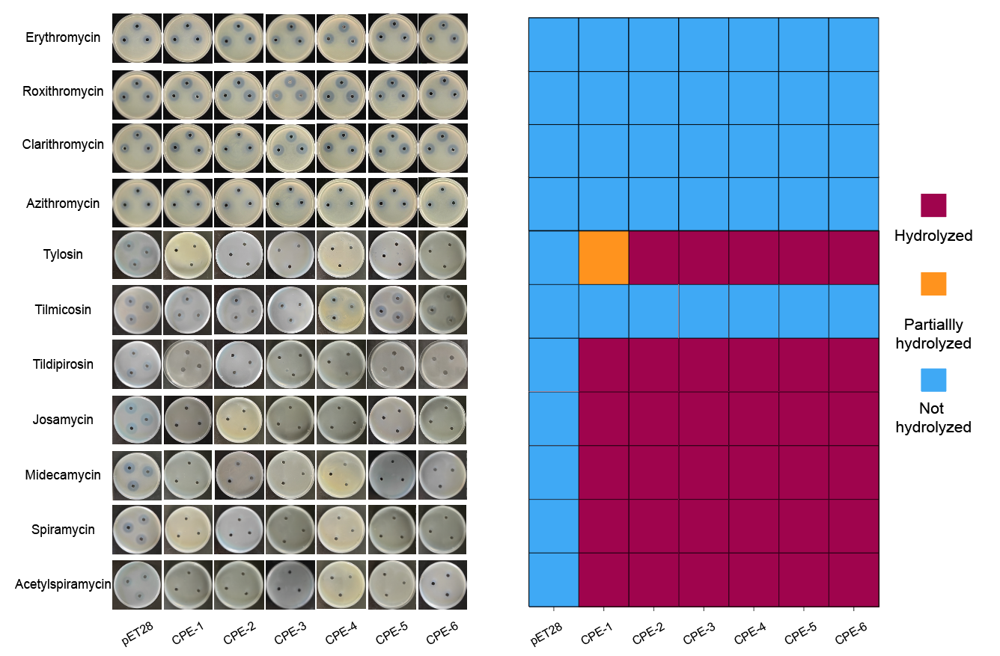 Erythromycin
Roxithromycin
Clarithromycin
Azithromycin
Tylosin
Tilmicosin
Tildipirosin
Josamycin
Midecamycin
Spiramycin
Acetylspiramycin
pET28 CPE-1 CPE-2 CPE-3 CPE-4 CPE-5 CPE-6
pET28 CPE-1 CPE-2 CPE-3 CPE-4 CPE-5 CPE-6
Hydrolyzed
Partiallly
hydrolyzed
Not
hydrolyzed